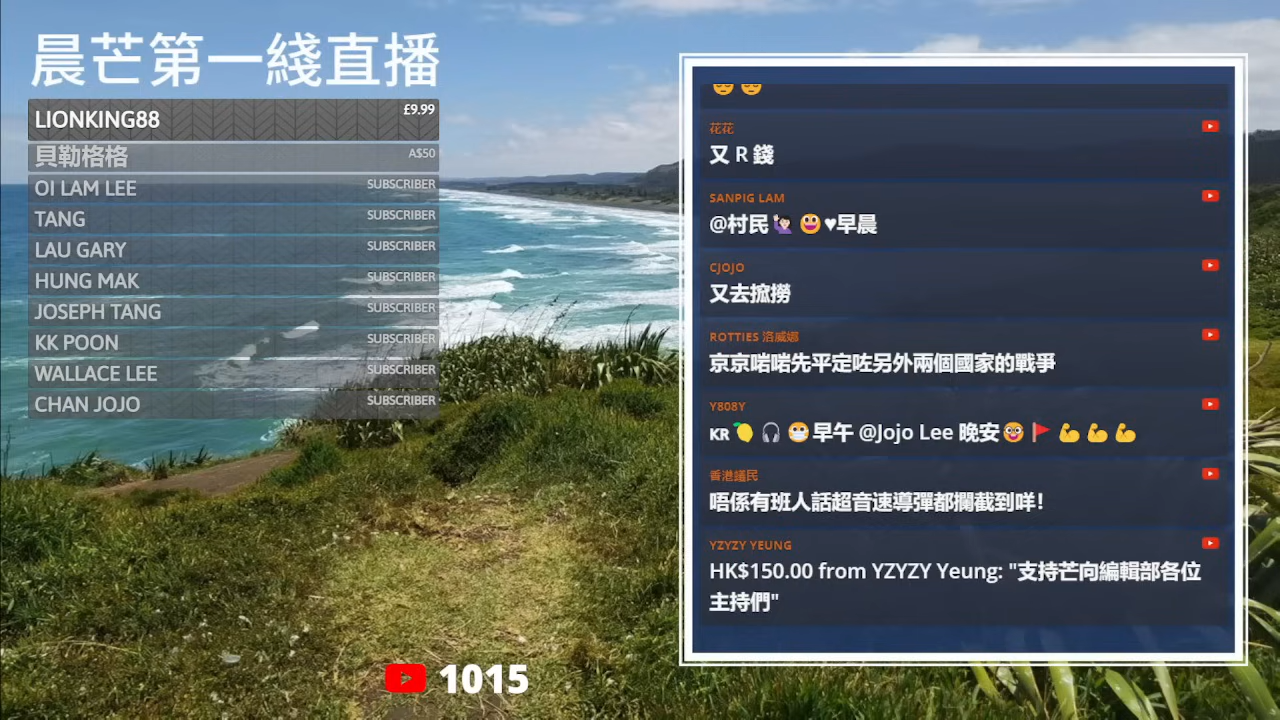 晨芒第一綫直播
LIONKING88 £9.99
貝勒格格 A$50
OI LAM LEE SUBSCRIBER
TANG SUBSCRIBER
LAU GARY SUBSCRIBER
HUNG MAK SUBSCRIBER
JOSEPH TANG SUBSCRIBER
KK POON SUBSCRIBER
WALLACE LEE SUBSCRIBER
CHAN JOJO SUBSCRIBER
花花
又 R 錢
SANPIG LAM
@村民🙋🏻‍♀️😃♥早晨
CJOJO
又去搲撈
ROTTIES 洛威娜
京京啱啱先平定咗另外兩個國家的戰爭
Y808Y
🇰🇷🍋🎧😷早午 @Jojo Lee 晚安🤡🚩💪💪💪
香港議民
唔係有班人話超音速導彈都攔截到咩！
YZYZY YEUNG
HK$150.00 from YZYZY Yeung: "支持芒向編輯部各位
主持們"
1015